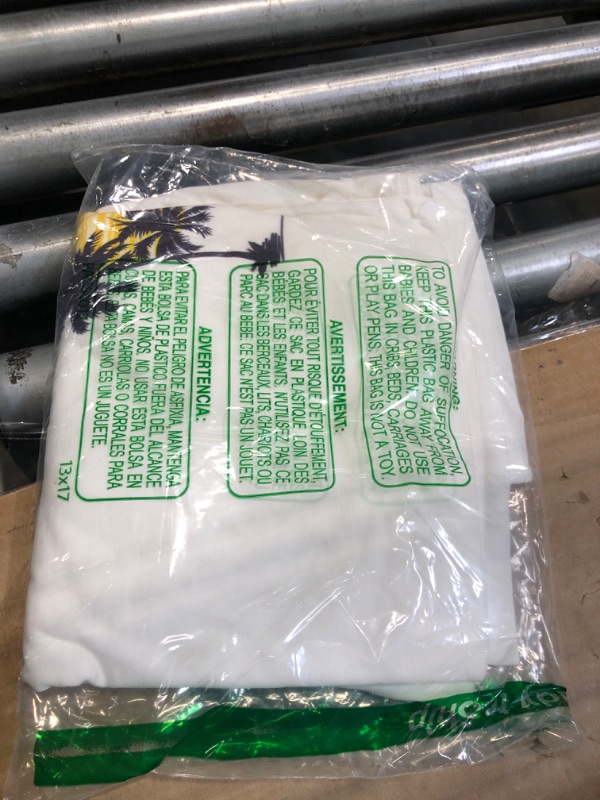 WARNING:
TO AVOID DANGER OF SUFFOCATION,
KEEP THIS PLASTIC BAG AWAY FROM
BABIES AND CHILDREN. DO NOT USE
THIS BAG IN CRIBS, BEDS, CARRIAGES
OR PLAY PENS. THIS BAG IS NOT A TOY.
AVERTISSEMENT:
POUR ÉVITER TOUT RISQUE D'ÉTOUFFEMENT,
GARDEZ CE SAC EN PLASTIQUE LOIN DES
BÉBÉS ET LES ENFANTS. N'UTILISEZ PAS CE
SAC DANS LES BERCEAUX, LITS, CHARIOTS OU
PARC AU BÉBÉ. CE SAC N'EST PAS UN JOUET.
ADVERTENCIA:
PARA EVITAR EL PELIGRO DE ASFIXIA, MANTENGA
ESTA BOLSA DE PLASTICO FUERA DEL ALCANCE
DE BEBES Y NIÑOS. NO USAR ESTA BOLSA EN
CUNAS, CAMAS, CARRIOLAS O CORRALES PARA
BOLSA NO ES UN JUGUETE.
13x17